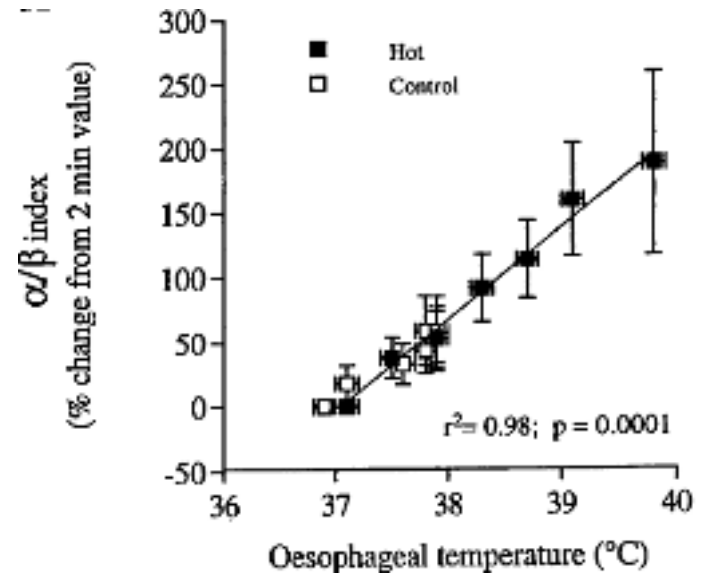 300
250
200
150
100
50
0
-50
α/β index
(% change from 2 min value)
Hot
Control
r²= 0.98; p = 0.0001
36 37 38 39 40
Oesophageal temperature (°C)